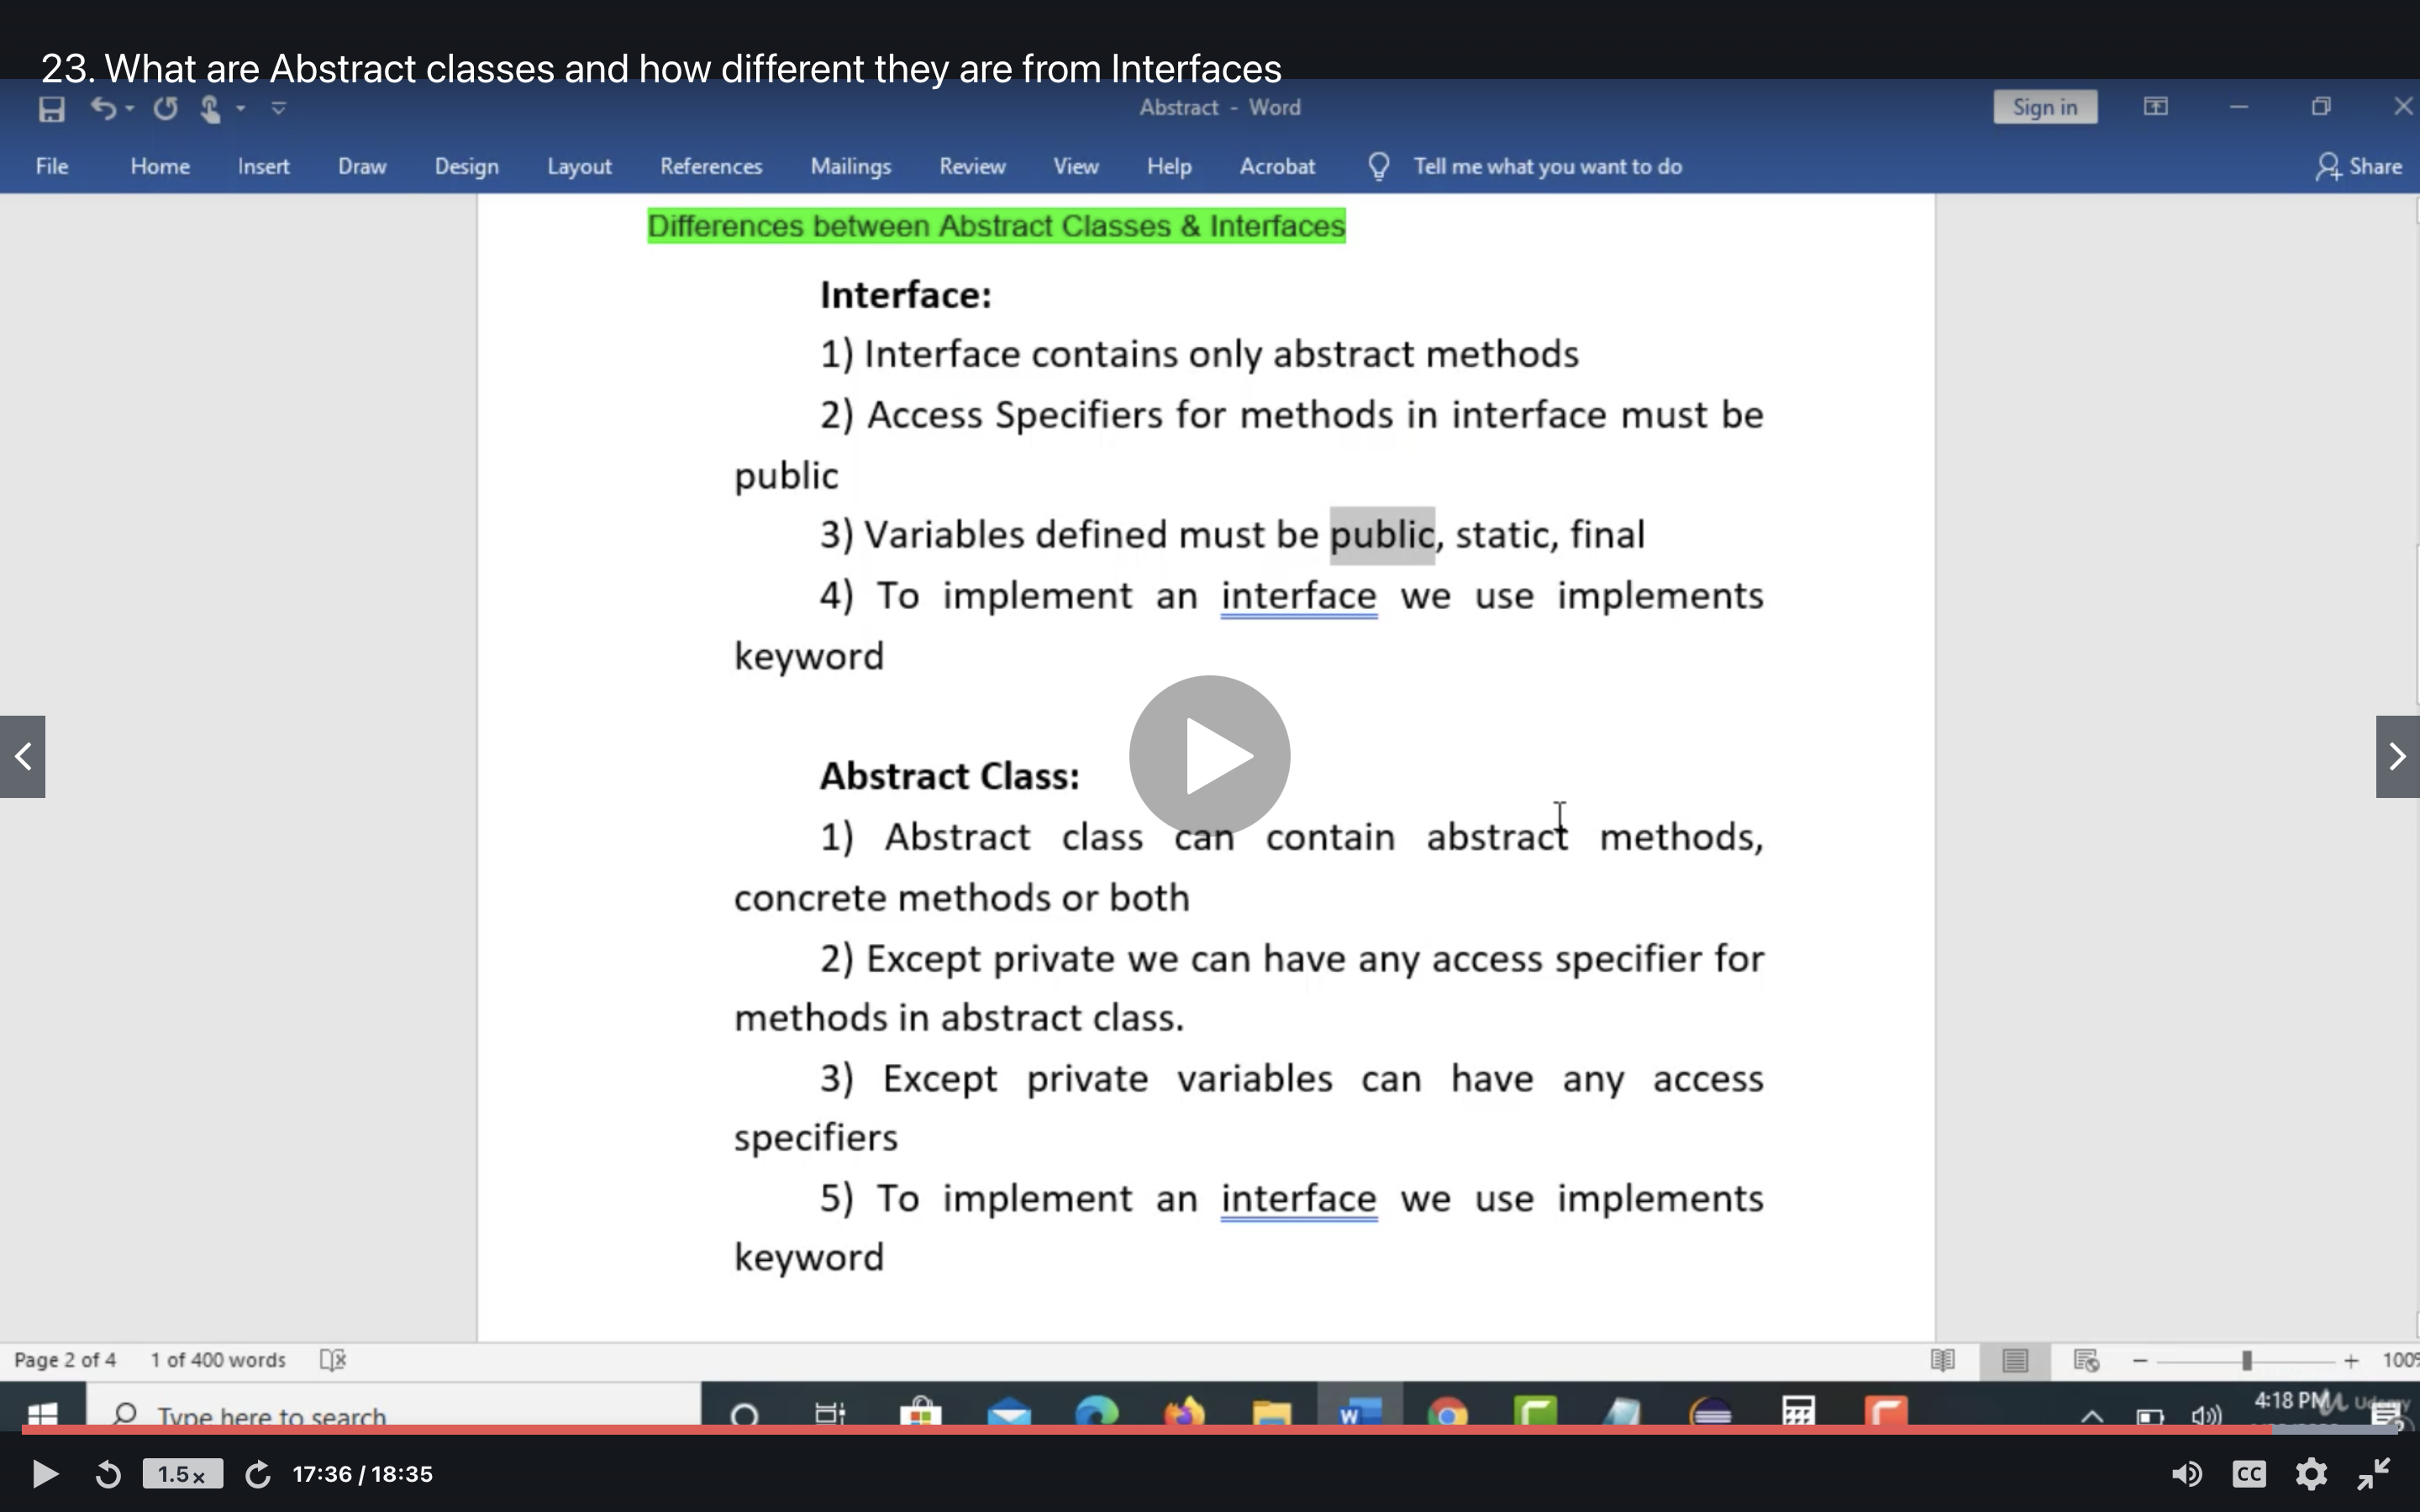 23. What are Abstract classes and how different they are from Interfaces
Abstract - Word
Sign in
File Home Insert Draw Design Layout References Mailings Review View Help Acrobat Tell me what you want to do Share
Differences between Abstract Classes & Interfaces
Interface:
1) Interface contains only abstract methods
2) Access Specifiers for methods in interface must be
public
3) Variables defined must be public, static, final
4) To implement an interface we use implements
keyword
Abstract Class:
1) Abstract class can contain abstract methods,
concrete methods or both
2) Except private we can have any access specifier for
methods in abstract class.
3) Except private variables can have any access
specifiers
5) To implement an interface we use implements
keyword
Page 2 of 4 1 of 400 words 100%
Type here to search
4:18 PM Udemy
1.5x 17:36 / 18:35 CC